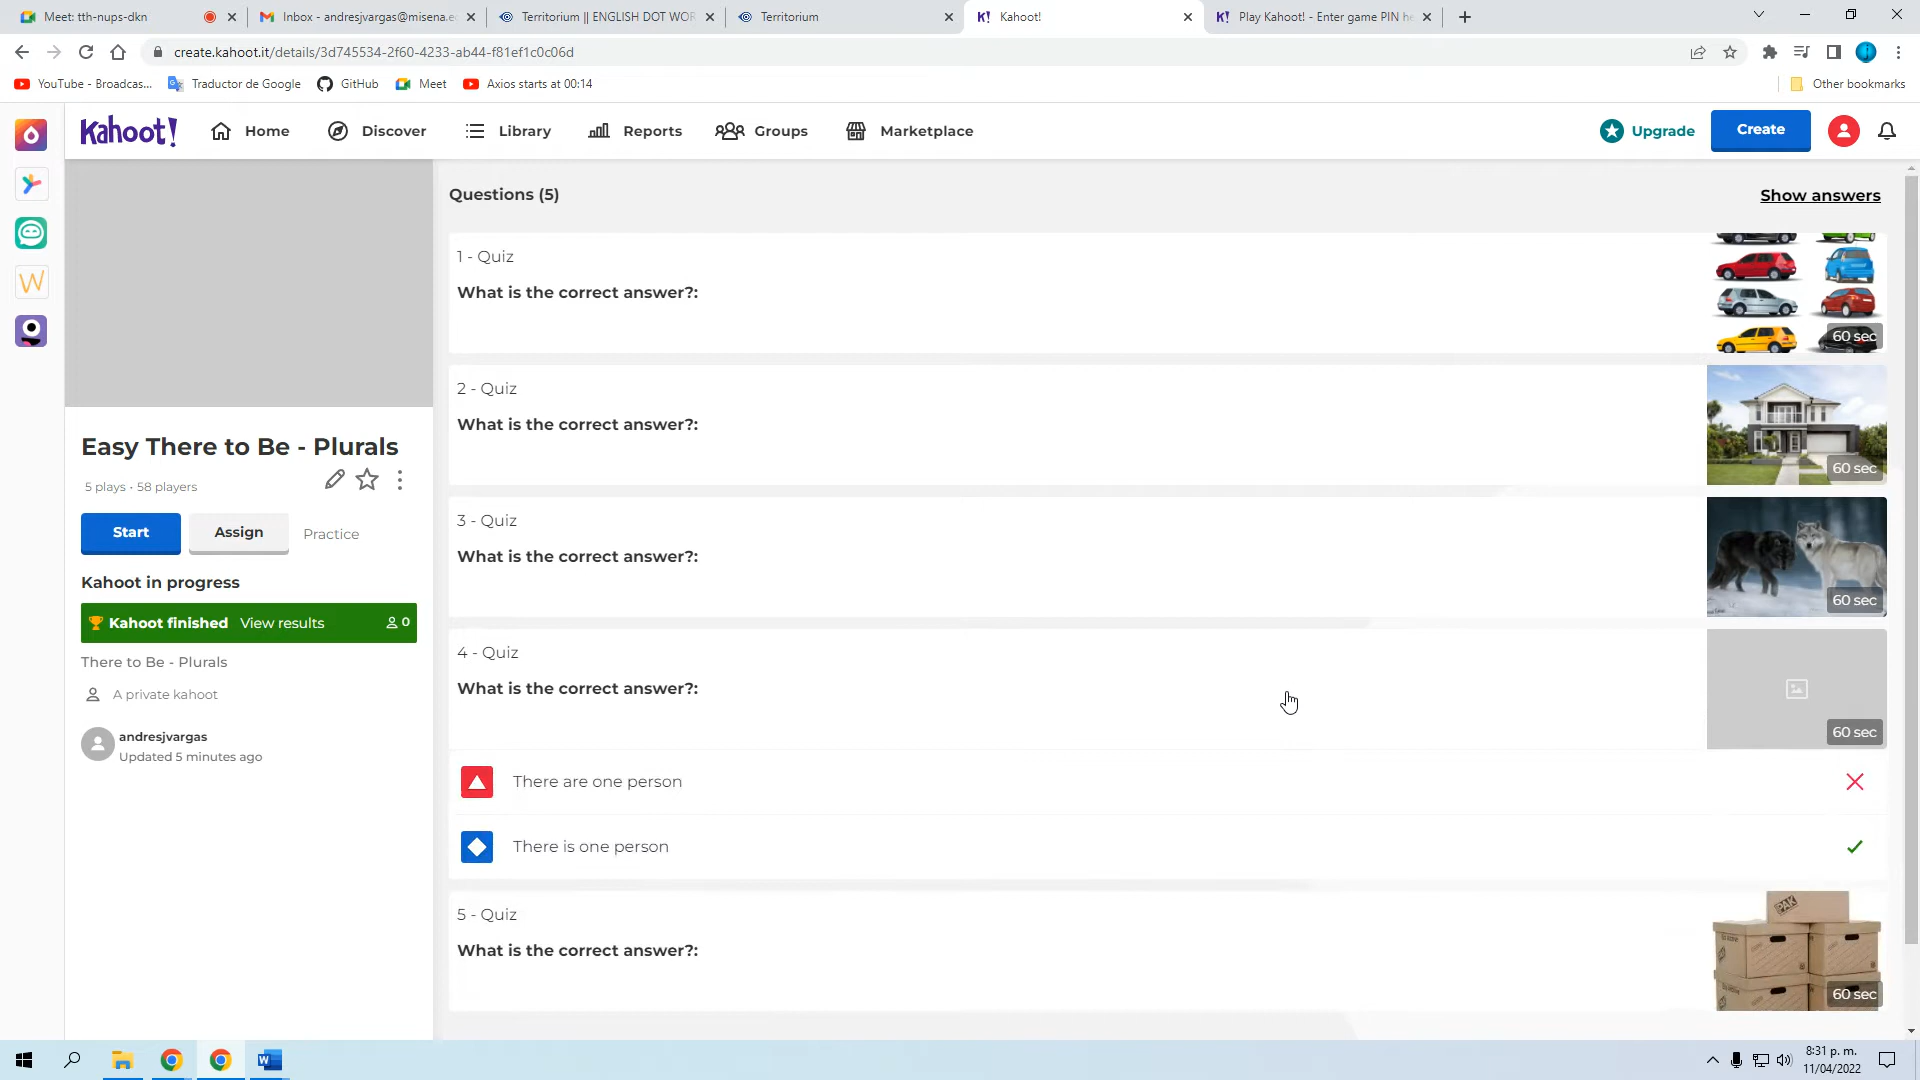 Meet: tth-nups-dkn
Inbox - andresjvargas@misena.e
Territorium || ENGLISH DOT WOR
Territorium
Kahoot!
Play Kahoot! - Enter game PIN he
create.kahoot.it/details/3d745534-2f60-4233-ab44-f81ef1c0c06d
YouTube - Broadcas...
Traductor de Google
GitHub
Meet
Axios starts at 00:14
Other bookmarks
Kahoot!
Home
Discover
Library
Reports
Groups
Marketplace
Upgrade
Create
Questions (5)
Show answers
1 - Quiz
What is the correct answer?:
60 sec
2 - Quiz
What is the correct answer?:
60 sec
3 - Quiz
What is the correct answer?:
60 sec
4 - Quiz
What is the correct answer?:
60 sec
There are one person
There is one person
5 - Quiz
What is the correct answer?:
PAK
60 sec
Easy There to Be - Plurals
5 plays · 58 players
Start
Assign
Practice
Kahoot in progress
Kahoot finished View results 0
There to Be - Plurals
A private kahoot
andresjvargas
Updated 5 minutes ago
8:31 p. m.
11/04/2022